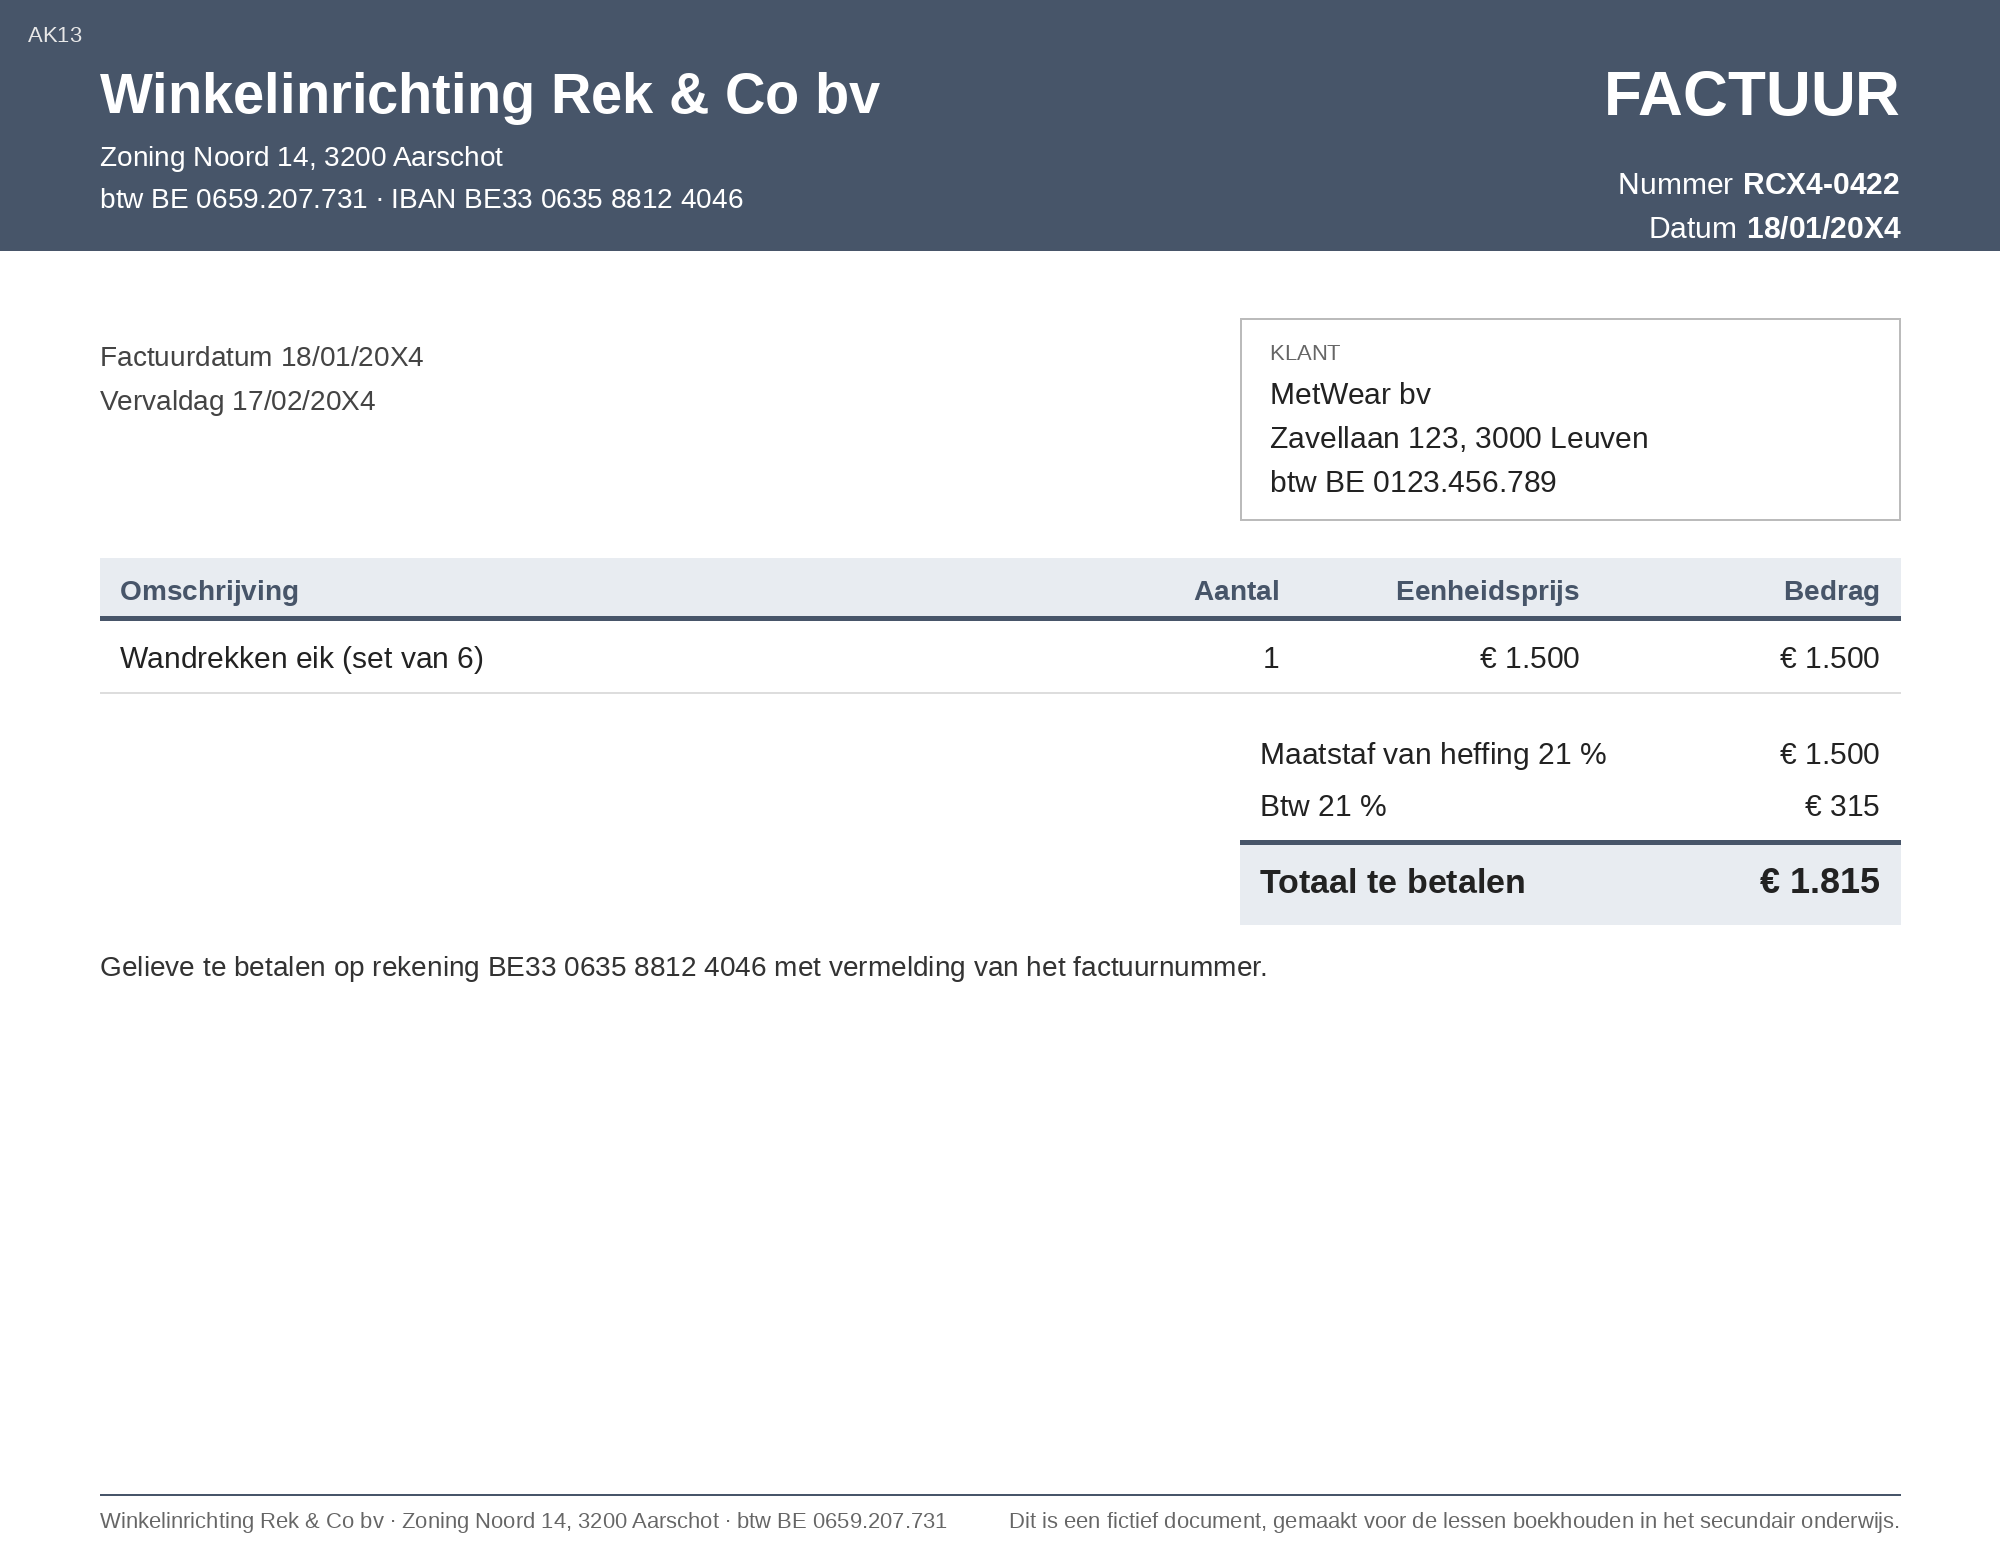 AK13
Winkelinrichting Rek & Co bv
FACTUUR
Zoning Noord 14, 3200 Aarschot
btw BE 0659.207.731 · IBAN BE33 0635 8812 4046
Nummer RCX4-0422
Datum 18/01/20X4
Factuurdatum 18/01/20X4
Vervaldag 17/02/20X4
KLANT
MetWear bv
Zavellaan 123, 3000 Leuven
btw BE 0123.456.789
Omschrijving Aantal Eenheidsprijs Bedrag
Wandrekken eik (set van 6) 1 € 1.500 € 1.500
Maatstaf van heffing 21 % € 1.500
Btw 21 % € 315
Totaal te betalen € 1.815
Gelieve te betalen op rekening BE33 0635 8812 4046 met vermelding van het factuurnummer.
Winkelinrichting Rek & Co bv · Zoning Noord 14, 3200 Aarschot · btw BE 0659.207.731 Dit is een fictief document, gemaakt voor de lessen boekhouden in het secundair onderwijs.